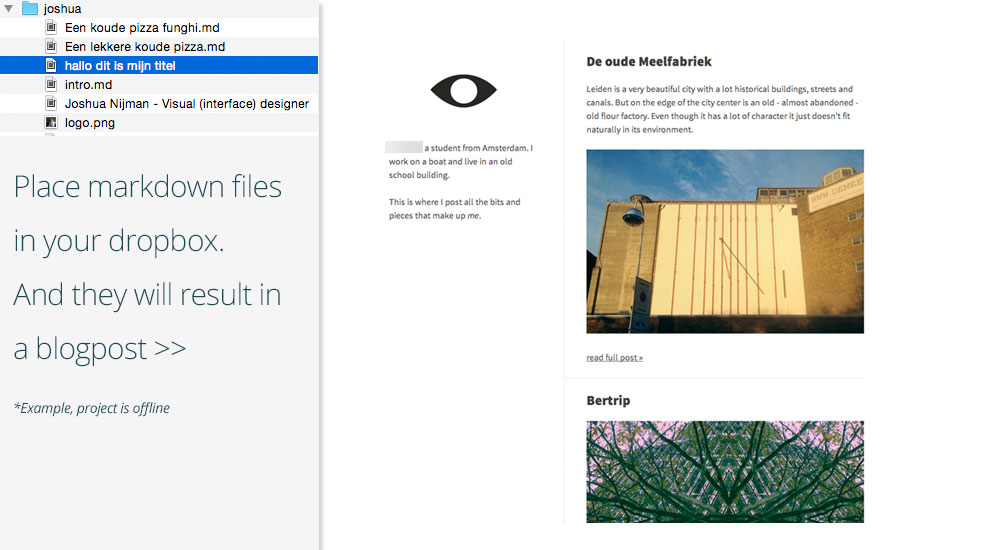 joshua
Een koude pizza funghi.md
Een lekkere koude pizza.md
hallo dit is mijn titel
intro.md
Joshua Nijman - Visual (interface) designer
logo.png
Place markdown files
in your dropbox.
And they will result in
a blogpost >>
*Example, project is offline
a student from Amsterdam. I
work on a boat and live in an old
school building.
This is where I post all the bits and
pieces that make up me.
De oude Meelfabriek
Leiden is a very beautiful city with a lot historical buildings, streets and
canals. But on the edge of the city center is an old - almost abandoned -
old flour factory. Even though it has a lot of character it just doesn't fit
naturally in its environment.
WWW.DEMEE
read full post »
Bertrip